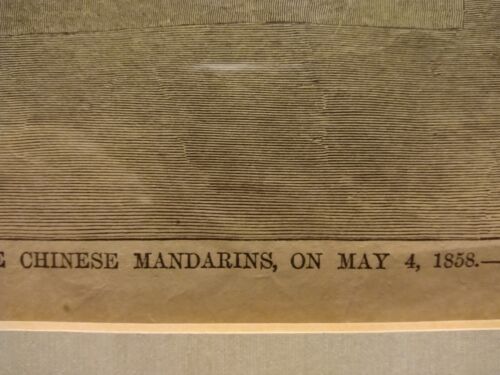 E CHINESE MANDARINS, ON MAY 4, 1858.—